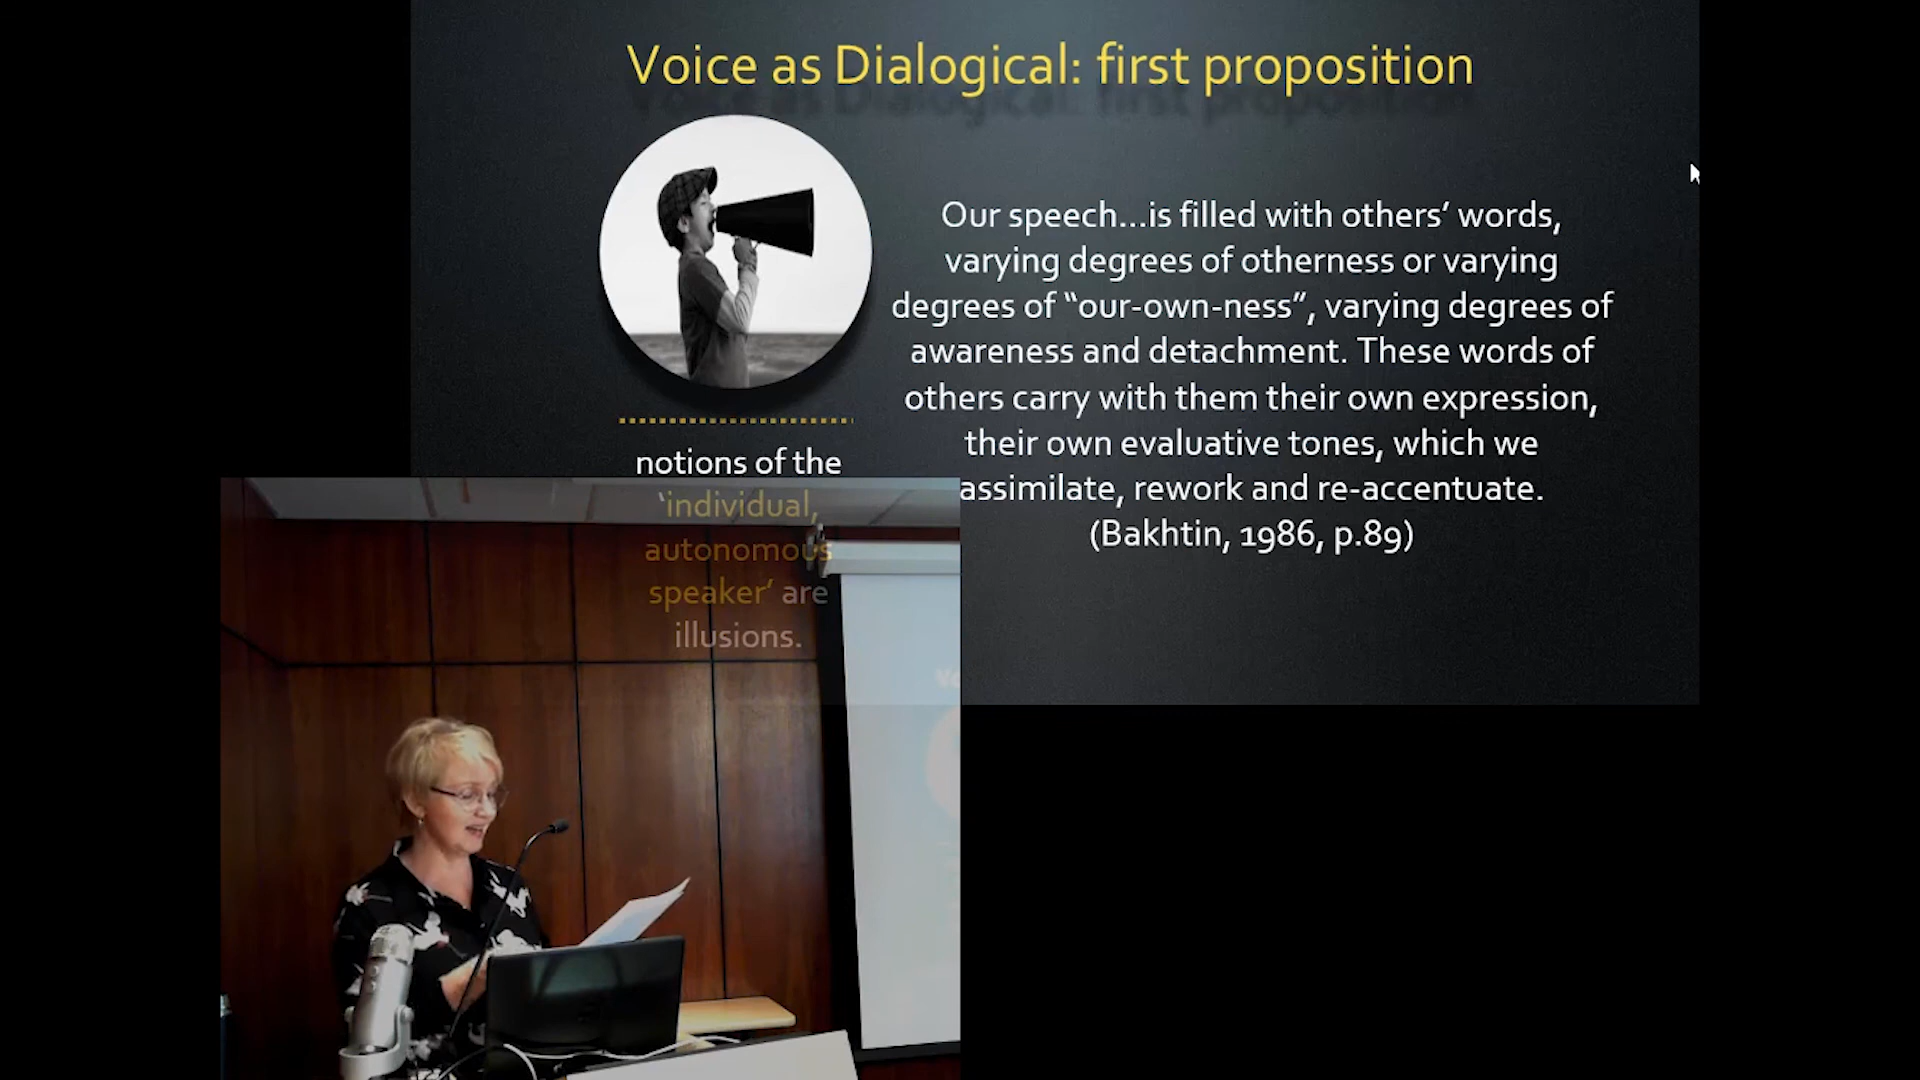 Voice as Dialogical: first proposition
Our speech...is filled with others’ words,
varying degrees of otherness or varying
degrees of “our-own-ness”, varying degrees of
awareness and detachment. These words of
others carry with them their own expression,
their own evaluative tones, which we
assimilate, rework and re-accentuate.
(Bakhtin, 1986, p.89)
notions of the
‘individual,
autonomous
speaker’ are
illusions.